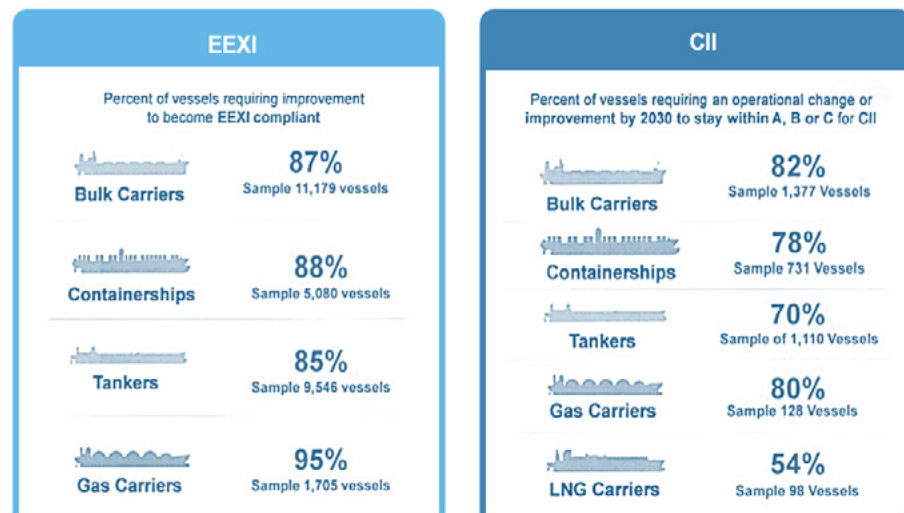 EEXI
Percent of vessels requiring improvement
to become EEXI compliant
Bulk Carriers
87%
Sample 11,179 vessels
Containerships
88%
Sample 5,080 vessels
Tankers
85%
Sample 9,546 vessels
Gas Carriers
95%
Sample 1,705 vessels
CII
Percent of vessels requiring an operational change or
improvement by 2030 to stay within A, B or C for CII
Bulk Carriers
82%
Sample 1,377 Vessels
Containerships
78%
Sample 731 Vessels
Tankers
70%
Sample of 1,110 Vessels
Gas Carriers
80%
Sample 128 Vessels
LNG Carriers
54%
Sample 98 Vessels